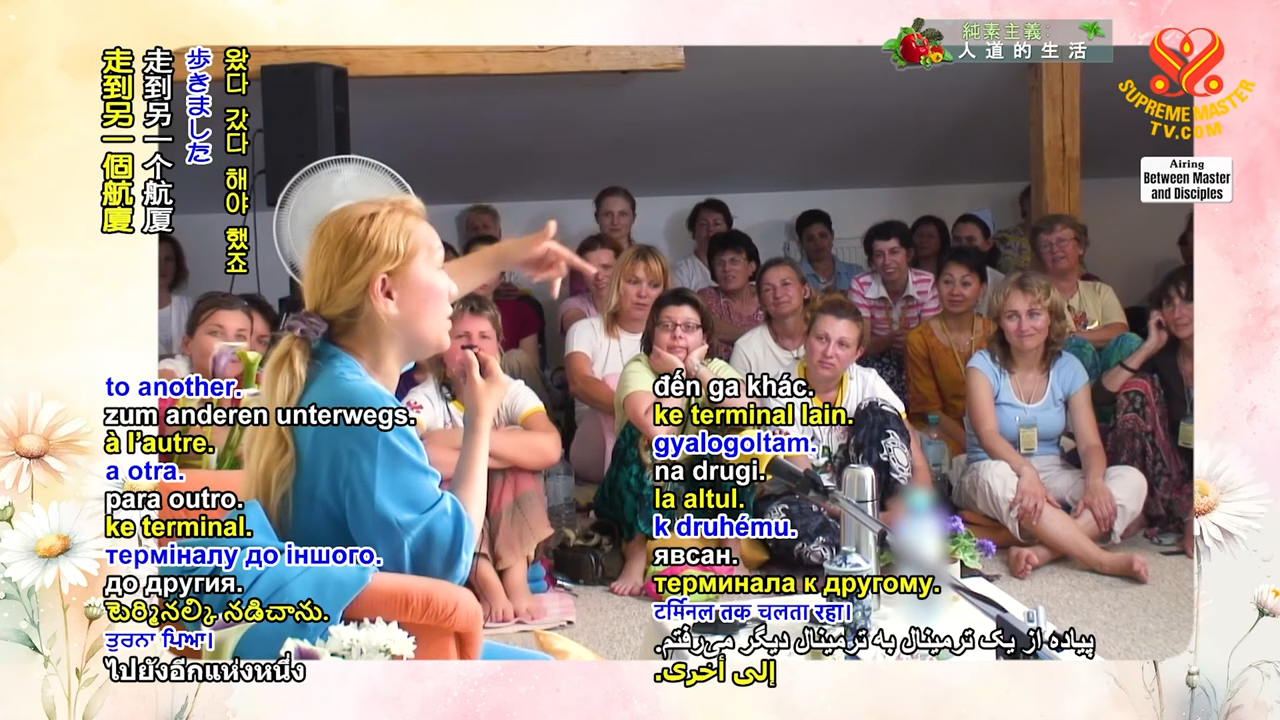 純素主義:
人道的生活
SUPREME MASTER
TV.COM
Airing
Between Master
and Disciples
走到另一個航廈
走到另一个航厦
歩きました
왔다 갔다 해야 했죠
to another.
zum anderen unterwegs.
à l'autre.
a otra.
para outro.
ke terminal.
терміналу до іншого.
до другия.
టెర్మినల్కి నడిచాను.
ਤੁਰਨਾ ਪਿਆ।
ไปยังอีกแห่งหนึ่ง
đến ga khác.
ke terminal lain.
gyalogoltam.
na drugi.
la altul.
k druhému.
явсан.
терминала к другому.
टर्मिनल तक चलता रहा।
پیاده از یک ترمینال به ترمینال دیگر می‌رفتم.
إلى أخرى.